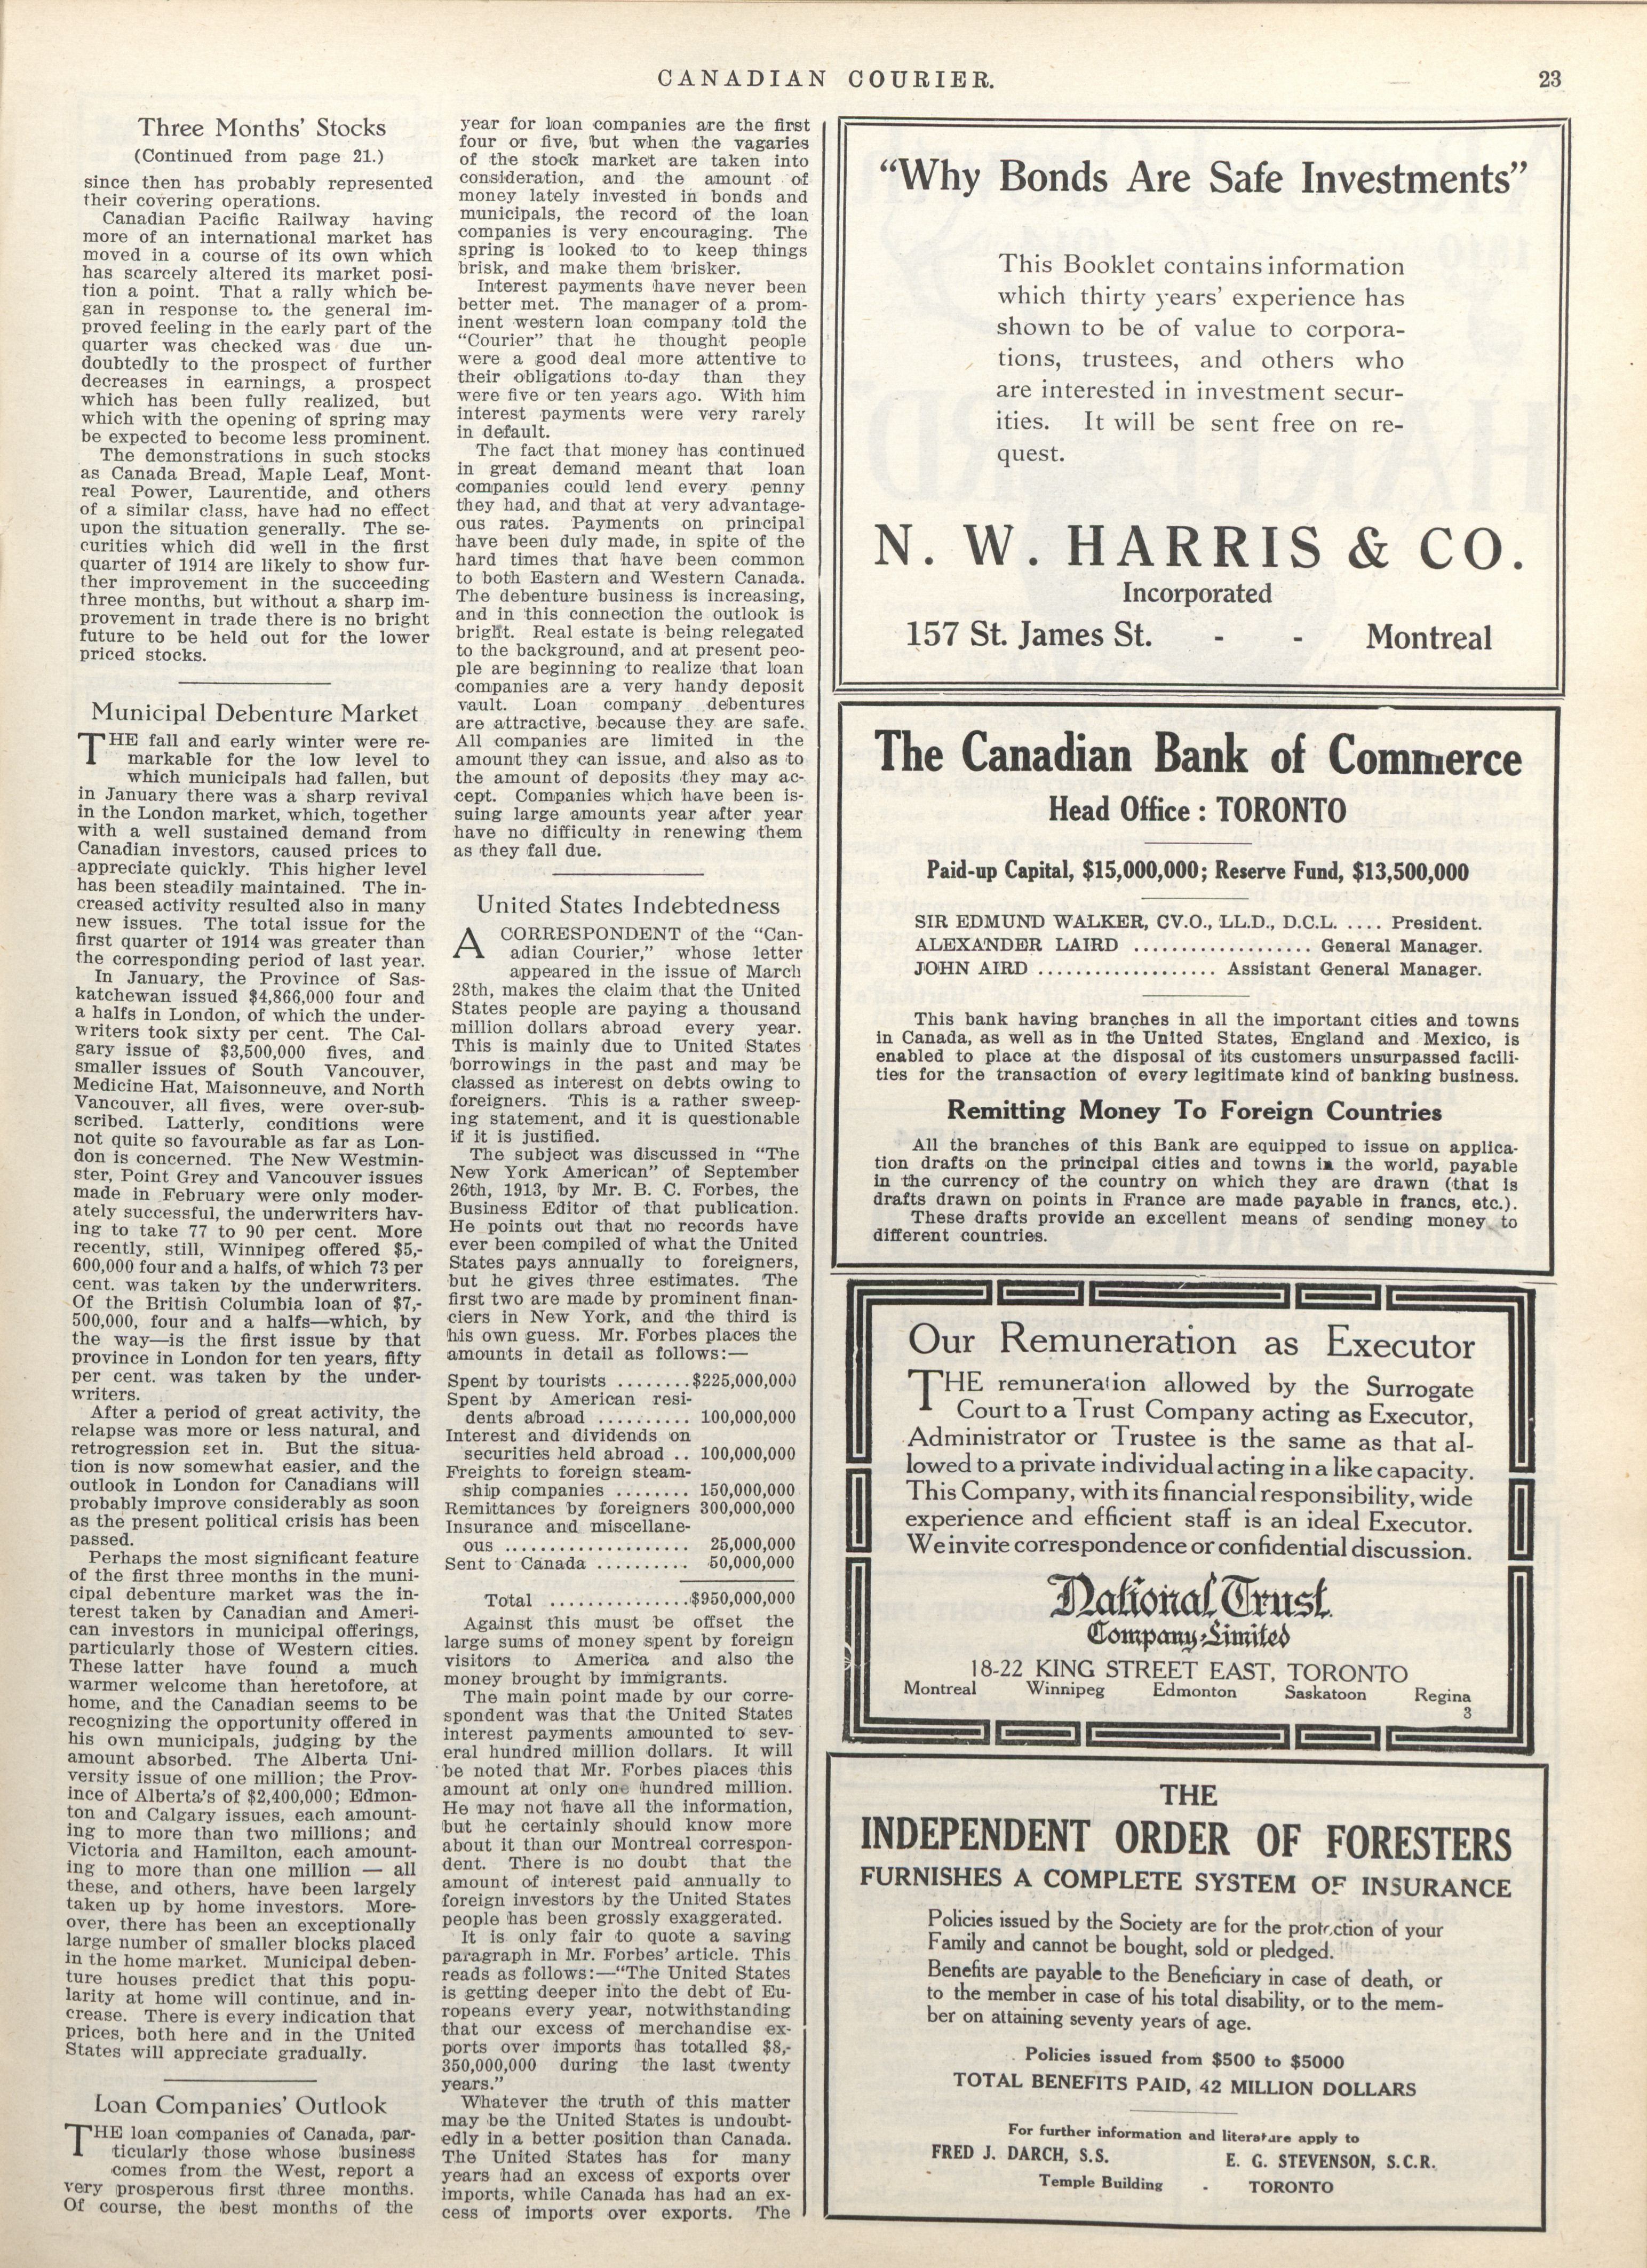 CANADIAN COURIER.
23
Three Months' Stocks
(Continued from page 21.)
since then has probably represented
their covering operations.
Canadian Pacific Railway having
more of an international market has
moved in a course of its own which
has scarcely altered its market posi-
tion a point. That a rally which be-
gan in response to the general im-
proved feeling in the early part of the
quarter was checked was due un-
doubtedly to the prospect of further
decreases in earnings, a prospect
which has been fully realized, but
which with the opening of spring may
be expected to become less prominent.
The demonstrations in such stocks
as Canada Bread, Maple Leaf, Mont-
real Power, Laurentide, and others
of a similar class, have had no effect
upon the situation generally. The se-
curities which did well in the first
quarter of 1914 are likely to show fur-
ther improvement in the succeeding
three months, but without a sharp im-
provement in trade there is no bright
future to be held out for the lower
priced stocks.
Municipal Debenture Market
THE fall and early winter were re-
markable for the low level to
which municipals had fallen, but
in January there was a sharp revival
in the London market, which, together
with a well sustained demand from
Canadian investors, caused prices to
appreciate quickly. This higher level
has been steadily maintained. The in-
creased activity resulted also in many
new issues. The total issue for the
first quarter of 1914 was greater than
the corresponding period of last year.
In January, the Province of Sas-
katchewan issued $4,866,000 four and
a halfs in London, of which the under-
writers took sixty per cent. The Cal-
gary issue of $3,500,000 fives, and
smaller issues of South Vancouver,
Medicine Hat, Maisonneuve, and North
Vancouver, all fives, were over-sub-
scribed. Latterly, conditions were
not quite so favourable as far as Lon-
don is concerned. The New Westmin-
ster, Point Grey and Vancouver issues
made in February were only moder-
ately successful, the underwriters hav-
ing to take 77 to 90 per cent. More
recently, still, Winnipeg offered $5,-
600,000 four and a halfs, of which 73 per
cent. was taken by the underwriters.
Of the British Columbia loan of $7,-
500,000, four and a halfs—which, by
the way—is the first issue by that
province in London for ten years, fifty
per cent. was taken by the under-
writers.
After a period of great activity, the
relapse was more or less natural, and
retrogression set in. But the situa-
tion is now somewhat easier, and the
outlook in London for Canadians will
probably improve considerably as soon
as the present political crisis has been
passed.
Perhaps the most significant feature
of the first three months in the muni-
cipal debenture market was the in-
terest taken by Canadian and Ameri-
can investors in municipal offerings,
particularly those of Western cities.
These latter have found a much
warmer welcome than heretofore, at
home, and the Canadian seems to be
recognizing the opportunity offered in
his own municipals, judging by the
amount absorbed. The Alberta Uni-
versity issue of one million; the Prov-
ince of Alberta's of $2,400,000; Edmon-
ton and Calgary issues, each amount-
ing to more than two millions; and
Victoria and Hamilton, each amount-
ing to more than one million — all
these, and others, have been largely
taken up by home investors. More-
over, there has been an exceptionally
large number of smaller blocks placed
in the home market. Municipal deben-
ture houses predict that this popu-
larity at home will continue, and in-
crease. There is every indication that
prices, both here and in the United
States will appreciate gradually.
Loan Companies' Outlook
THE loan companies of Canada, par-
ticularly those whose business
comes from the West, report a
very prosperous first three months.
Of course, the best months of the
year for loan companies are the first
four or five, but when the vagaries
of the stock market are taken into
consideration, and the amount of
money lately invested in bonds and
municipals, the record of the loan
companies is very encouraging. The
spring is looked to to keep things
brisk, and make them brisker.
Interest payments have never been
better met. The manager of a prom-
inent western loan company told the
"Courier" that he thought people
were a good deal more attentive to
their obligations to-day than they
were five or ten years ago. With him
interest payments were very rarely
in default.
The fact that money has continued
in great demand meant that loan
companies could lend every penny
they had, and that at very advantage-
ous rates. Payments on principal
have been duly made, in spite of the
hard times that have been common
to both Eastern and Western Canada.
The debenture business is increasing,
and in this connection the outlook is
bright. Real estate is being relegated
to the background, and at present peo-
ple are beginning to realize that loan
companies are a very handy deposit
vault. Loan company debentures
are attractive, because they are safe.
All companies are limited in the
amount they can issue, and also as to
the amount of deposits they may ac-
cept. Companies which have been is-
suing large amounts year after year
have no difficulty in renewing them
as they fall due.
United States Indebtedness
A CORRESPONDENT of the "Can-
adian Courier," whose letter
appeared in the issue of March
28th, makes the claim that the United
States people are paying a thousand
million dollars abroad every year.
This is mainly due to United States
borrowings in the past and may be
classed as interest on debts owing to
foreigners. This is a rather sweep-
ing statement, and it is questionable
if it is justified.
The subject was discussed in "The
New York American" of September
26th, 1913, by Mr. B. C. Forbes, the
Business Editor of that publication.
He points out that no records have
ever been compiled of what the United
States pays annually to foreigners,
but he gives three estimates. The
first two are made by prominent finan-
ciers in New York, and the third is
his own guess. Mr. Forbes places the
amounts in detail as follows:—
Spent by tourists ........$225,000,000
Spent by American resi-
dents abroad .......... 100,000,000
Interest and dividends on
securities held abroad .. 100,000,000
Freights to foreign steam-
ship companies ........ 150,000,000
Remittances by foreigners 300,000,000
Insurance and miscellane-
ous .................... 25,000,000
Sent to Canada .......... 50,000,000
Total ...............$950,000,000
Against this must be offset the
large sums of money spent by foreign
visitors to America and also the
money brought by immigrants.
The main point made by our corre-
spondent was that the United States
interest payments amounted to sev-
eral hundred million dollars. It will
be noted that Mr. Forbes places this
amount at only one hundred million.
He may not have all the information,
but he certainly should know more
about it than our Montreal correspon-
dent. There is no doubt that the
amount of interest paid annually to
foreign investors by the United States
people has been grossly exaggerated.
It is only fair to quote a saving
paragraph in Mr. Forbes' article. This
reads as follows:—"The United States
is getting deeper into the debt of Eu-
ropeans every year, notwithstanding
that our excess of merchandise ex-
ports over imports has totalled $8,-
350,000,000 during the last twenty
years."
Whatever the truth of this matter
may be the United States is undoubt-
edly in a better position than Canada.
The United States has for many
years had an excess of exports over
imports, while Canada has had an ex-
cess of imports over exports. The
"Why Bonds Are Safe Investments"
This Booklet contains information
which thirty years' experience has
shown to be of value to corpora-
tions, trustees, and others who
are interested in investment secur-
ities. It will be sent free on re-
quest.
N. W. HARRIS & CO.
Incorporated
157 St. James St. - - Montreal
The Canadian Bank of Commerce
Head Office : TORONTO
Paid-up Capital, $15,000,000; Reserve Fund, $13,500,000
SIR EDMUND WALKER, CV.O., LL.D., D.C.L. .... President.
ALEXANDER LAIRD ................... General Manager.
JOHN AIRD ................... Assistant General Manager.
This bank having branches in all the important cities and towns
in Canada, as well as in the United States, England and Mexico, is
enabled to place at the disposal of its customers unsurpassed facili-
ties for the transaction of every legitimate kind of banking business.
Remitting Money To Foreign Countries
All the branches of this Bank are equipped to issue on applica-
tion drafts on the principal cities and towns in the world, payable
in the currency of the country on which they are drawn (that is
drafts drawn on points in France are made payable in francs, etc.).
These drafts provide an excellent means of sending money to
different countries.
Our Remuneration as Executor
THE remuneration allowed by the Surrogate
Court to a Trust Company acting as Executor,
Administrator or Trustee is the same as that al-
lowed to a private individual acting in a like capacity.
This Company, with its financial responsibility, wide
experience and efficient staff is an ideal Executor.
We invite correspondence or confidential discussion.
National Trust
Company Limited
18-22 KING STREET EAST, TORONTO
Montreal Winnipeg Edmonton Saskatoon Regina
3
THE
INDEPENDENT ORDER OF FORESTERS
FURNISHES A COMPLETE SYSTEM OF INSURANCE
Policies issued by the Society are for the protection of your
Family and cannot be bought, sold or pledged.
Benefits are payable to the Beneficiary in case of death, or
to the member in case of his total disability, or to the mem-
ber on attaining seventy years of age.
Policies issued from $500 to $5000
TOTAL BENEFITS PAID, 42 MILLION DOLLARS
For further information and literature apply to
FRED J. DARCH, S.S. E. G. STEVENSON, S.C.R.
Temple Building - TORONTO